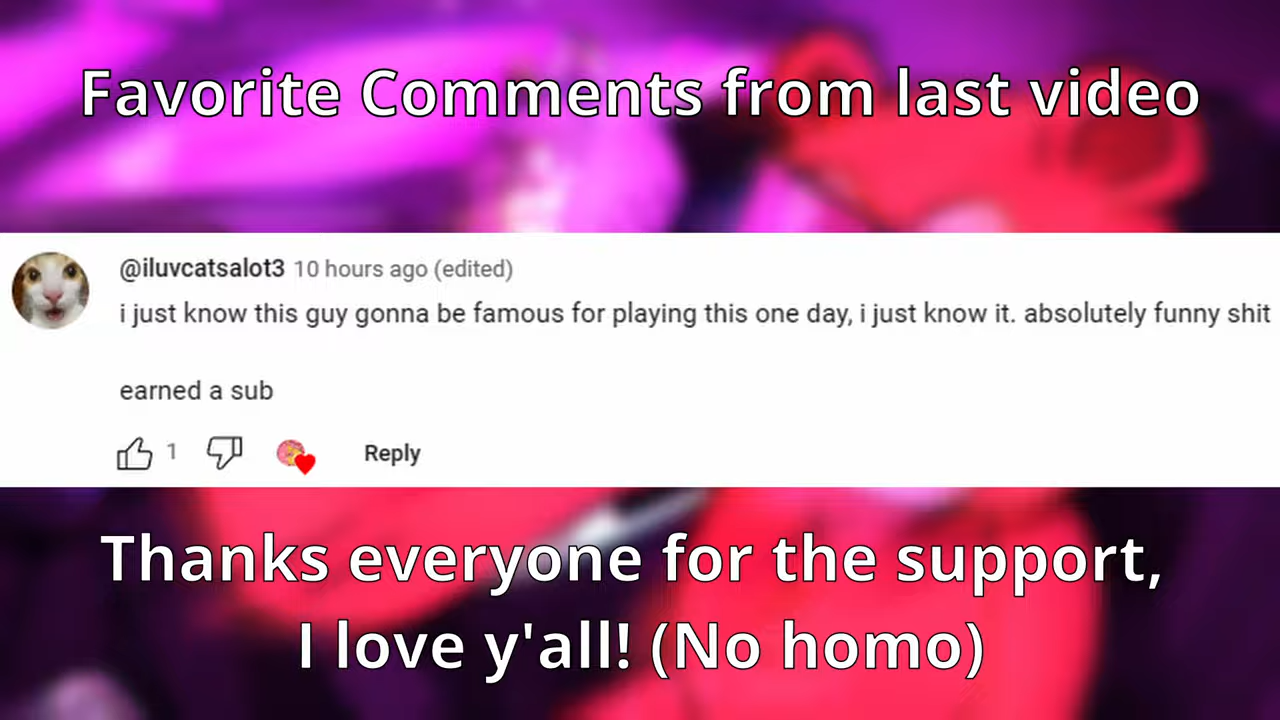 Favorite Comments from last video
@iluvcatsalot3 10 hours ago (edited)
i just know this guy gonna be famous for playing this one day, i just know it. absolutely funny shit
earned a sub
1 Reply
Thanks everyone for the support,
I love y'all! (No homo)